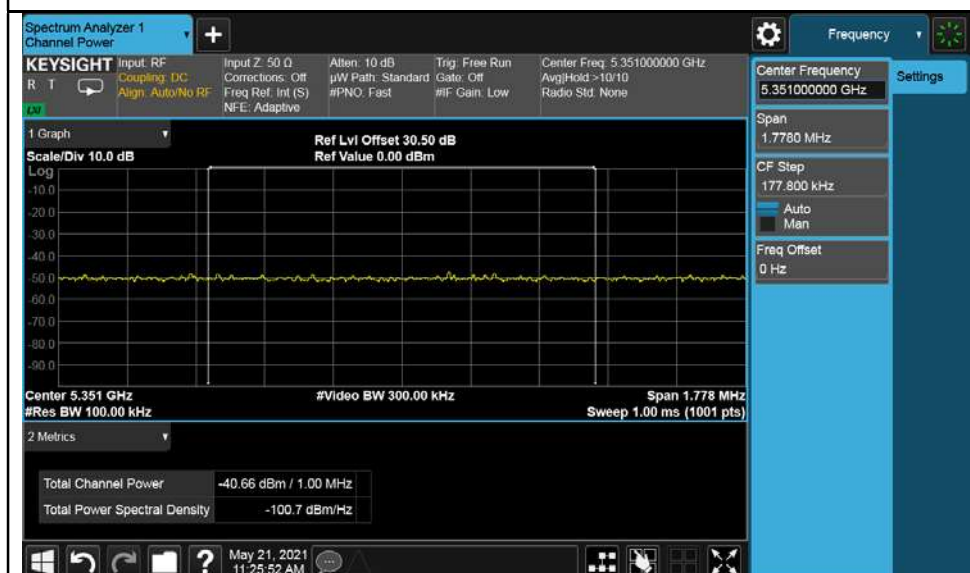 Spectrum Analyzer 1
Channel Power
Frequency
KEYSIGHT
R T
LXI
Input: RF
Coupling: DC
Align: Auto/No RF
Input Z: 50 Ω
Corrections: Off
Freq Ref: Int (S)
NFE: Adaptive
Atten: 10 dB
µW Path: Standard
#PNO: Fast
Trig: Free Run
Gate: Off
#IF Gain: Low
Center Freq: 5.351000000 GHz
Avg|Hold:>10/10
Radio Std: None
Center Frequency
5.351000000 GHz
Settings
Span
1.7780 MHz
CF Step
177.800 kHz
Auto
Man
Freq Offset
0 Hz
1 Graph
Scale/Div 10.0 dB
Ref Lvl Offset 30.50 dB
Ref Value 0.00 dBm
Log
-10.0
-20.0
-30.0
-40.0
-50.0
-60.0
-70.0
-80.0
-90.0
Center 5.351 GHz
#Video BW 300.00 kHz
Span 1.778 MHz
#Res BW 100.00 kHz
Sweep 1.00 ms (1001 pts)
2 Metrics
Total Channel Power -40.66 dBm / 1.00 MHz
Total Power Spectral Density -100.7 dBm/Hz
May 21, 2021
11:25:52 AM